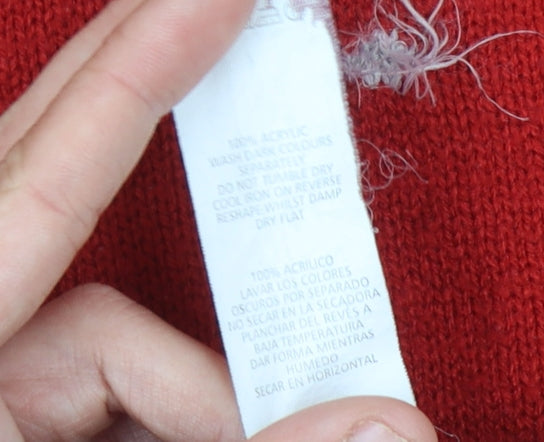 100% ACRYLIC
WASH DARK COLOURS
SEPARATELY
DO NOT TUMBLE DRY
COOL IRON ON REVERSE
RESHAPE WHILST DAMP
DRY FLAT
100% ACRILICO
LAVAR LOS COLORES
OSCUROS POR SEPARADO
NO SECAR EN LA SECADORA
PLANCHAR DEL REVÉS A
BAJA TEMPERATURA
DAR FORMA MIENTRAS
HUMEDO
SECAR EN HORIZONTAL